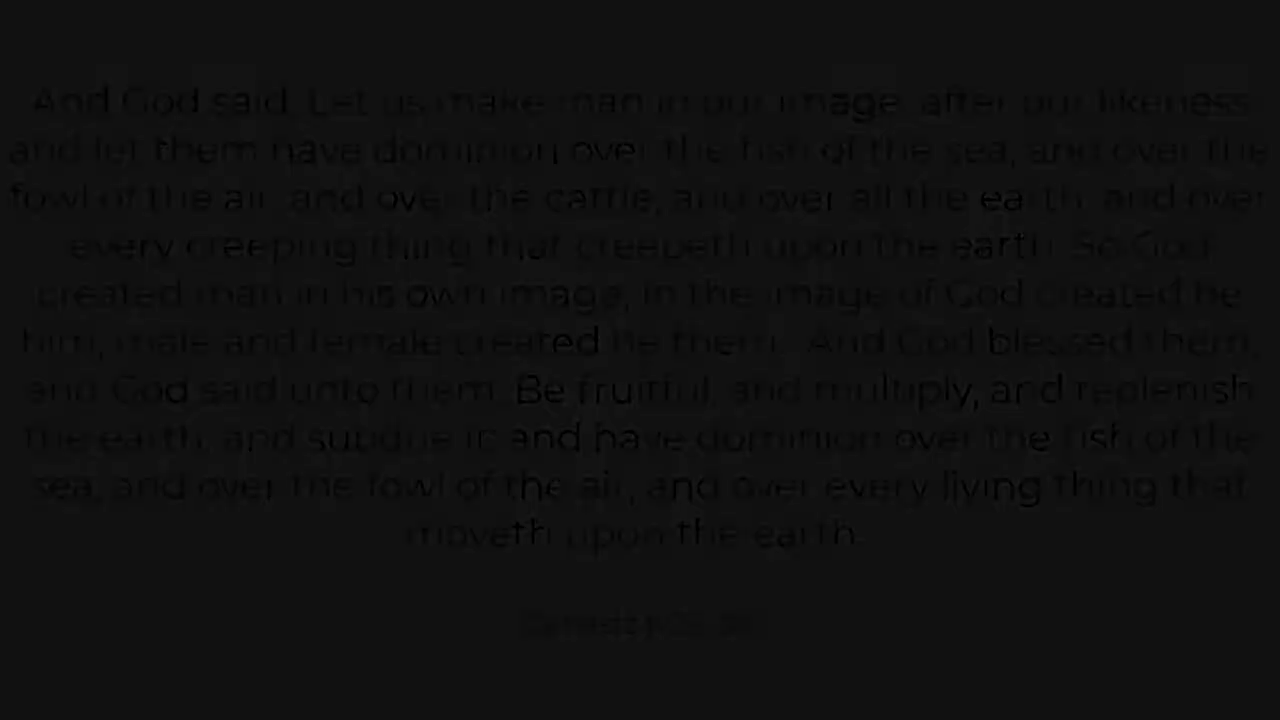 And God said, Let us make man in our image, after our likeness:
and let them have dominion over the fish of the sea, and over the
fowl of the air, and over the cattle, and over all the earth, and over
every creeping thing that creepeth upon the earth. So God
created man in his own image, in the image of God created he
him; male and female created he them. And God blessed them,
and God said unto them, Be fruitful, and multiply, and replenish
the earth, and subdue it: and have dominion over the fish of the
sea, and over the fowl of the air, and over every living thing that
moveth upon the earth.
Genesis